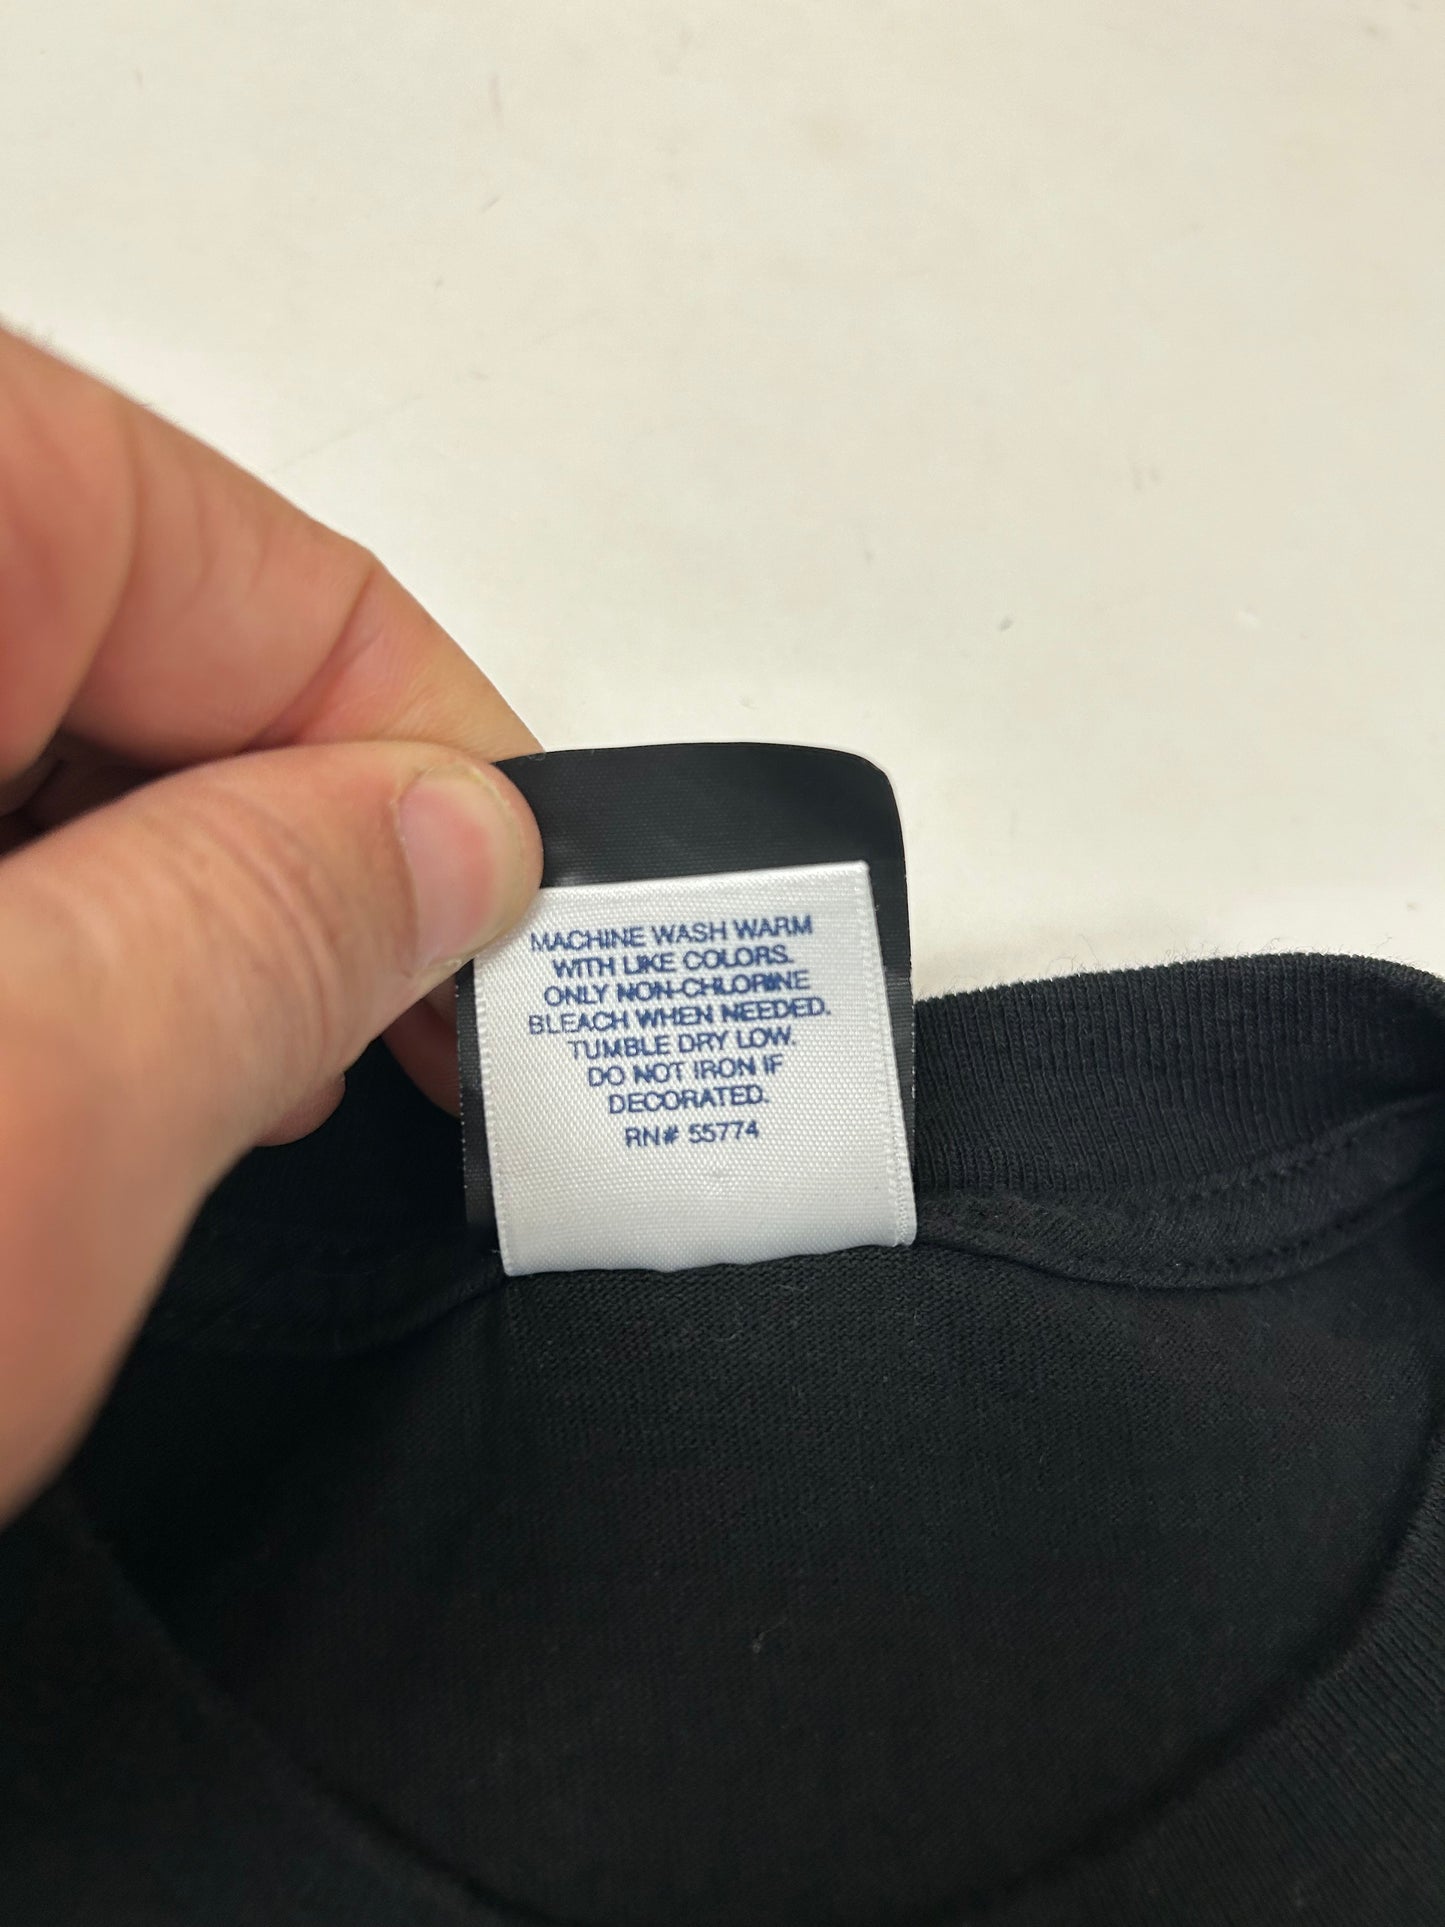 MACHINE WASH WARM
WITH LIKE COLORS.
ONLY NON-CHLORINE
BLEACH WHEN NEEDED.
TUMBLE DRY LOW.
DO NOT IRON IF
DECORATED.
RN# 55774